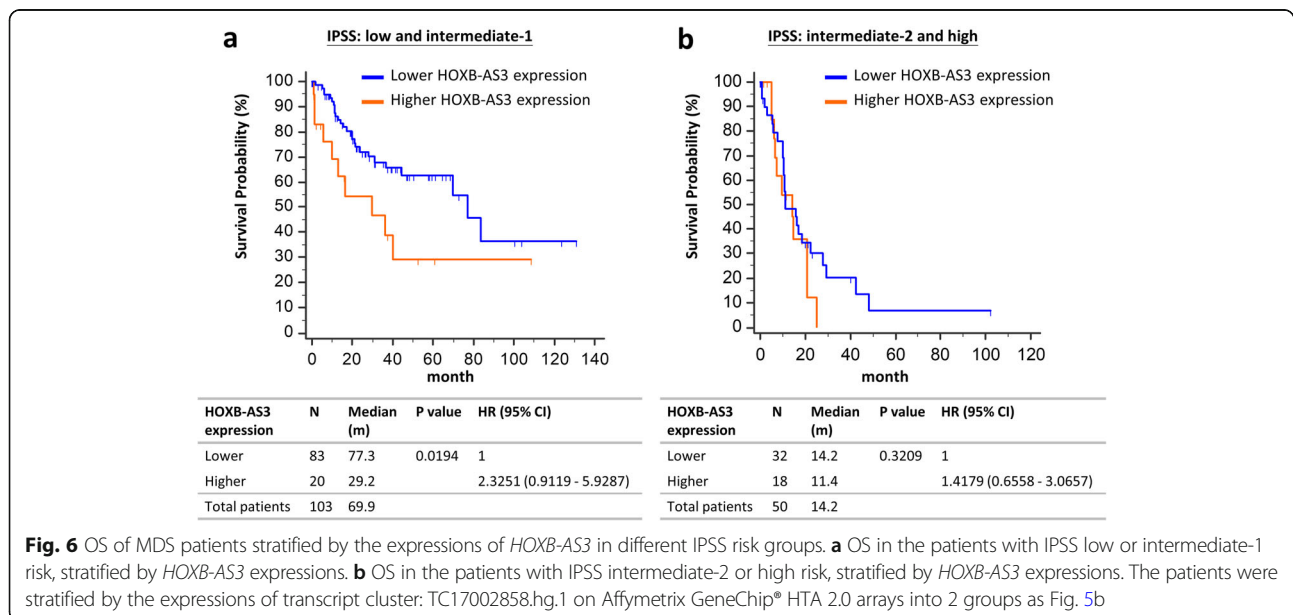 a
IPSS: low and intermediate-1
Lower HOXB-AS3 expression
Higher HOXB-AS3 expression
Survival Probability (%)
100
90
80
70
60
50
40
30
20
10
0
0 20 40 60 80 100 120 140
month
HOXB-AS3 expression N Median (m) P value HR (95% CI)
Lower 83 77.3 0.0194 1
Higher 20 29.2 2.3251 (0.9119 - 5.9287)
Total patients 103 69.9
b
IPSS: intermediate-2 and high
Lower HOXB-AS3 expression
Higher HOXB-AS3 expression
Survival Probability (%)
100
90
80
70
60
50
40
30
20
10
0
0 20 40 60 80 100 120
month
HOXB-AS3 expression N Median (m) P value HR (95% CI)
Lower 32 14.2 0.3209 1
Higher 18 11.4 1.4179 (0.6558 - 3.0657)
Total patients 50 14.2
Fig. 6 OS of MDS patients stratified by the expressions of HOXB-AS3 in different IPSS risk groups. a OS in the patients with IPSS low or intermediate-1
risk, stratified by HOXB-AS3 expressions. b OS in the patients with IPSS intermediate-2 or high risk, stratified by HOXB-AS3 expressions. The patients were
stratified by the expressions of transcript cluster: TC17002858.hg.1 on Affymetrix GeneChip® HTA 2.0 arrays into 2 groups as Fig. 5b